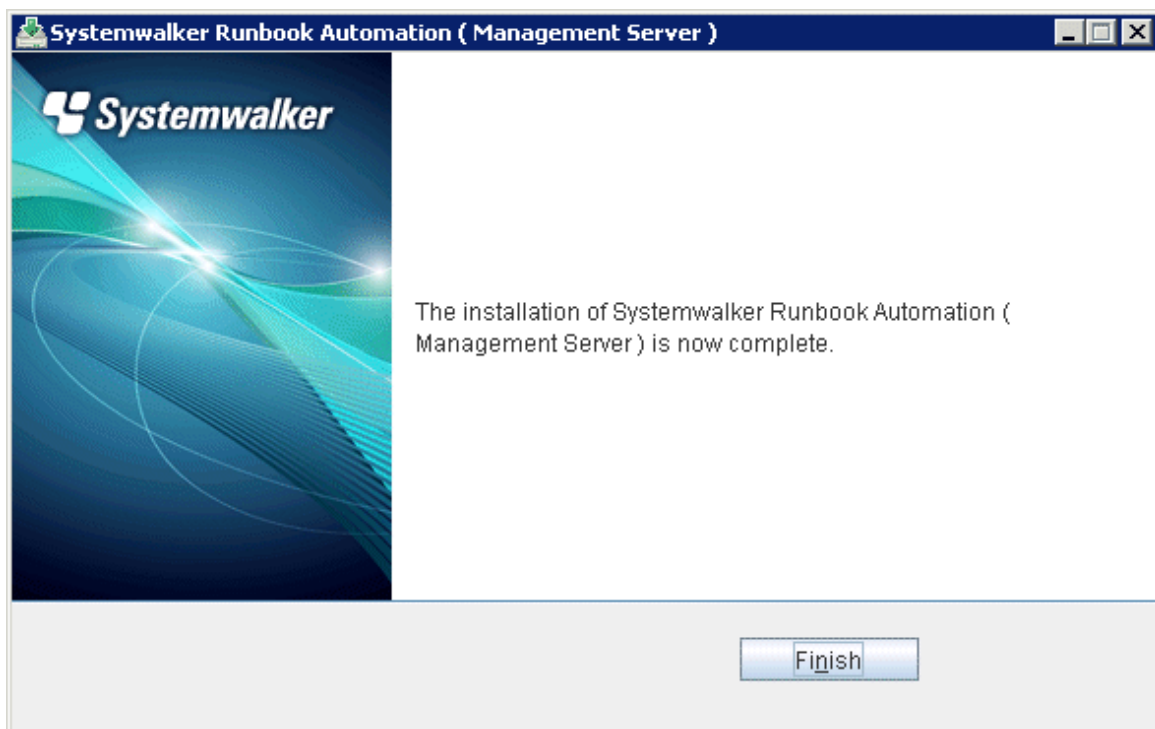 Systemwalker Runbook Automation ( Management Server )
Systemwalker
The installation of Systemwalker Runbook Automation (
Management Server ) is now complete.
Finish